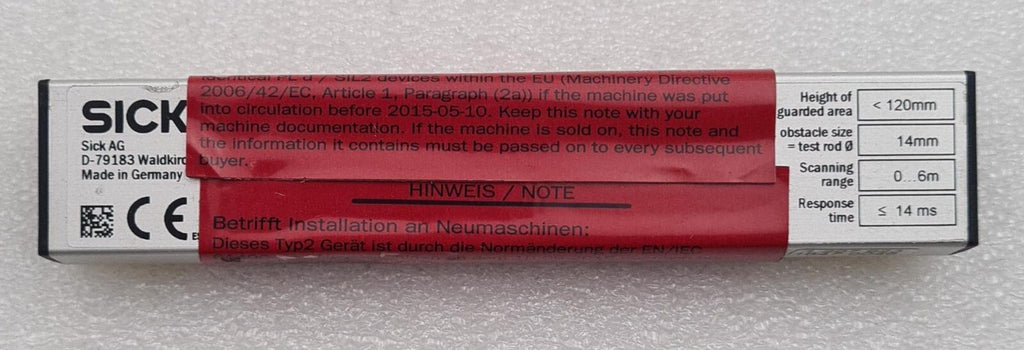 SICK
Sick AG
D-79183 Waldkirc
Made in Germany
CE
identical PL d / SIL2 devices within the EU (Machinery Directive
2006/42/EC, Article 1, Paragraph (2a)) if the machine was put
into circulation before 2015-05-10. Keep this note with your
machine documentation. If the machine is sold on, this note and
the information it contains must be passed on to every subsequent
buyer.
HINWEIS / NOTE
Betrifft Installation an Neumaschinen:
Dieses Typ2 Gerät ist durch die Normänderung der EN/IEC
Height of guarded area
< 120mm
obstacle size = test rod Ø
14mm
Scanning range
0...6m
Response time
≤ 14 ms